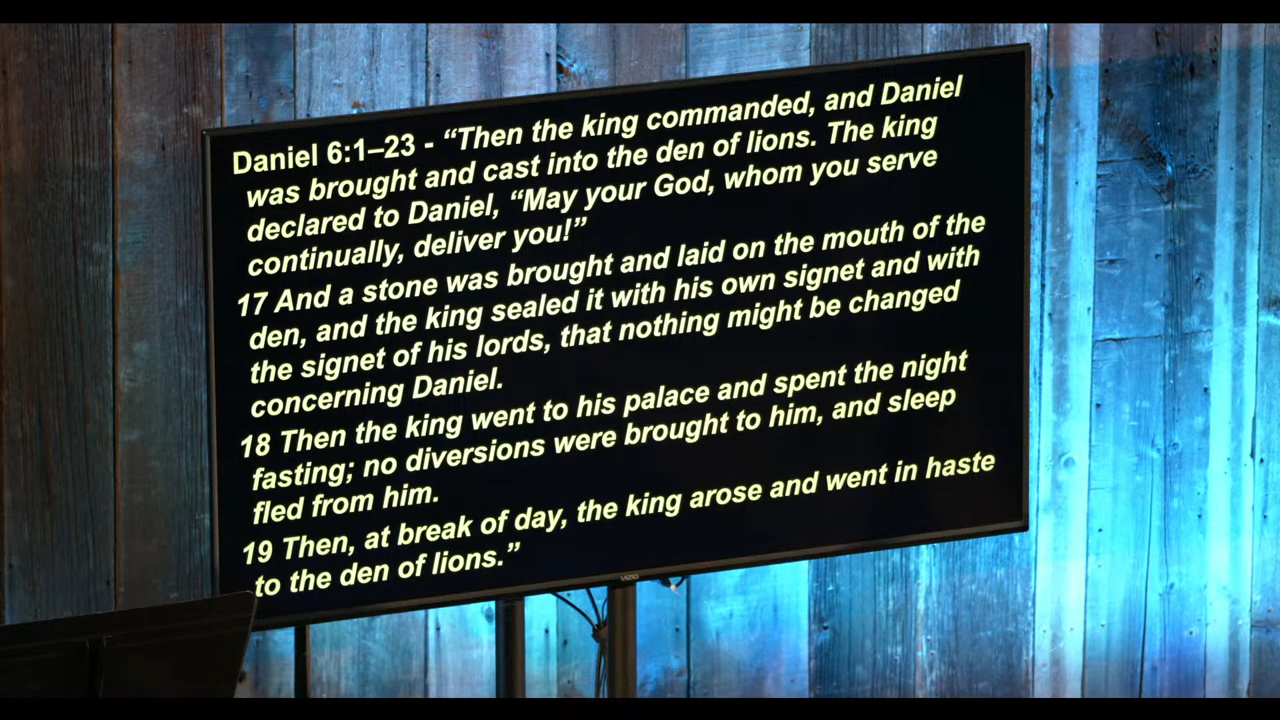 Daniel 6:1–23 - “Then the king commanded, and Daniel
was brought and cast into the den of lions. The king
declared to Daniel, “May your God, whom you serve
continually, deliver you!”
17 And a stone was brought and laid on the mouth of the
den, and the king sealed it with his own signet and with
the signet of his lords, that nothing might be changed
concerning Daniel.
18 Then the king went to his palace and spent the night
fasting; no diversions were brought to him, and sleep
fled from him.
19 Then, at break of day, the king arose and went in haste
to the den of lions.”
VIZIO